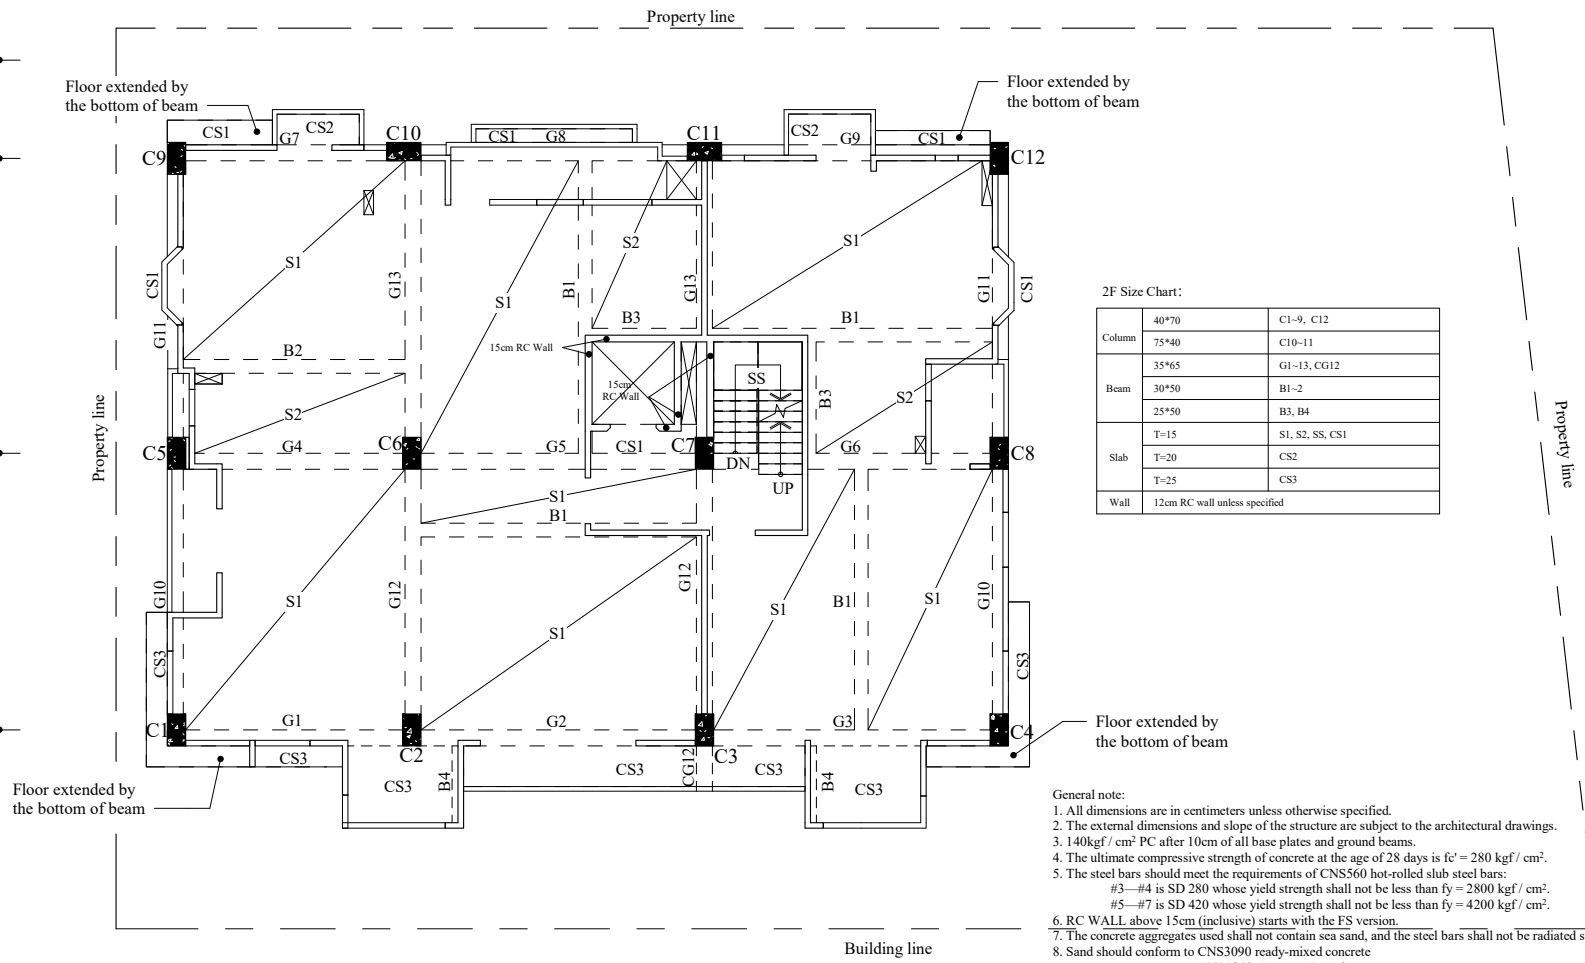 Property line
Floor extended by
the bottom of beam
Floor extended by
the bottom of beam
CS1
CS2
G7
C10
CS1
G8
C11
CS2
G9
CS1
C9
C12
S1
G13
S1
B1
S2
G13
S1
G11
CS1
CS1
G11
B3
B1
B2
15cm RC Wall
15cm
RC Wall
SS
B3
S2
S2
Property line
C5
G4
C6
G5
CS1
C7
DN
UP
G6
C8
S1
B1
G10
S1
G12
S1
G12
S1
B1
S1
G10
CS3
CS3
C1
G1
C2
G2
C3
G3
C4
CS3
CS3
B4
CS3
CG12
CS3
B4
CS3
Floor extended by
the bottom of beam
Floor extended by
the bottom of beam
Property line
2F Size Chart:
Column
40*70 C1~9, C12
75*40 C10~11
Beam
35*65 G1~13, CG12
30*50 B1~2
25*50 B3, B4
Slab
T=15 S1, S2, SS, CS1
T=20 CS2
T=25 CS3
Wall 12cm RC wall unless specified
General note:
1. All dimensions are in centimeters unless otherwise specified.
2. The external dimensions and slope of the structure are subject to the architectural drawings.
3. 140kgf / cm² PC after 10cm of all base plates and ground beams.
4. The ultimate compressive strength of concrete at the age of 28 days is fc' = 280 kgf / cm².
5. The steel bars should meet the requirements of CNS560 hot-rolled slub steel bars:
#3—#4 is SD 280 whose yield strength shall not be less than fy = 2800 kgf / cm².
#5—#7 is SD 420 whose yield strength shall not be less than fy = 4200 kgf / cm².
6. RC WALL above 15cm (inclusive) starts with the FS version.
7. The concrete aggregates used shall not contain sea sand, and the steel bars shall not be radiated s
8. Sand should conform to CNS3090 ready-mixed concrete
Building line